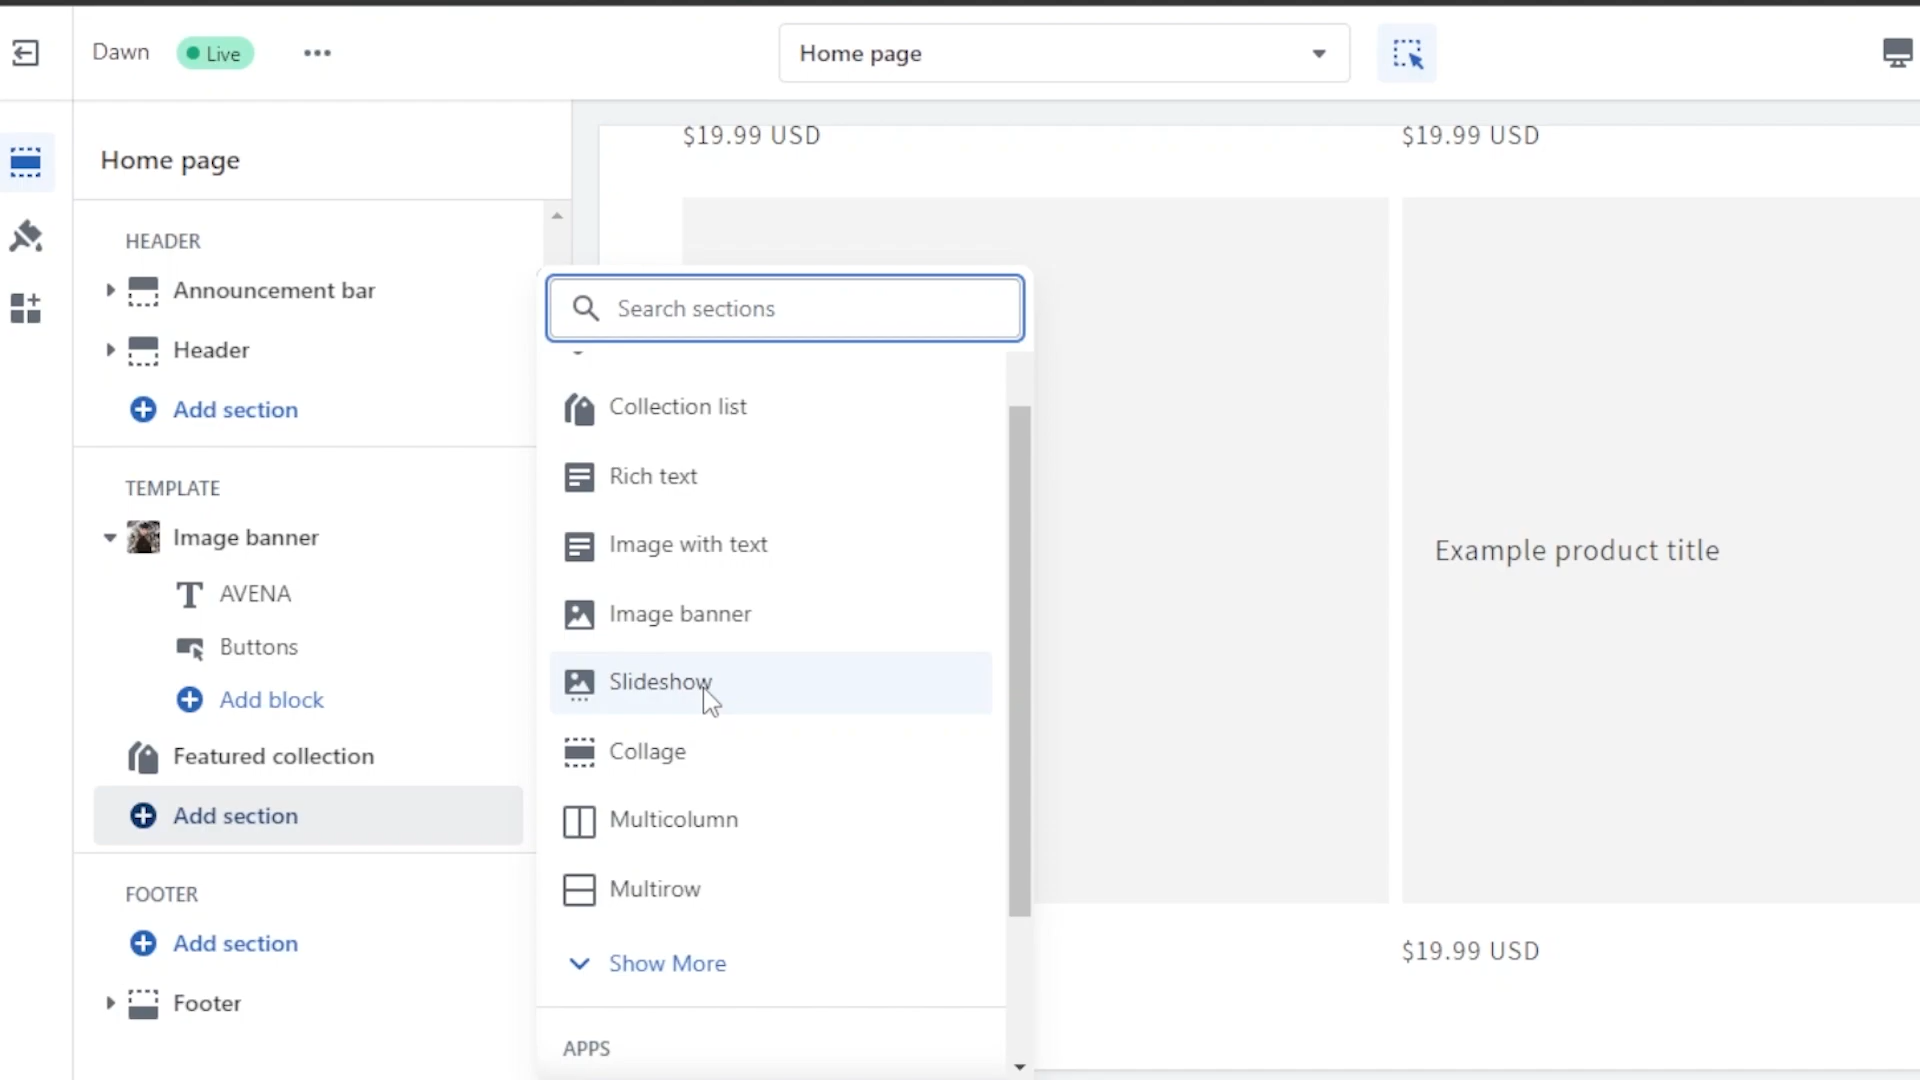 Dawn
Live
Home page
Home page
HEADER
Announcement bar
Header
Add section
TEMPLATE
Image banner
AVENA
Buttons
Add block
Featured collection
Add section
FOOTER
Add section
Footer
Search sections
Collection list
Rich text
Image with text
Image banner
Slideshow
Collage
Multicolumn
Multirow
Show More
APPS
$19.99 USD
$19.99 USD
Example product title
$19.99 USD